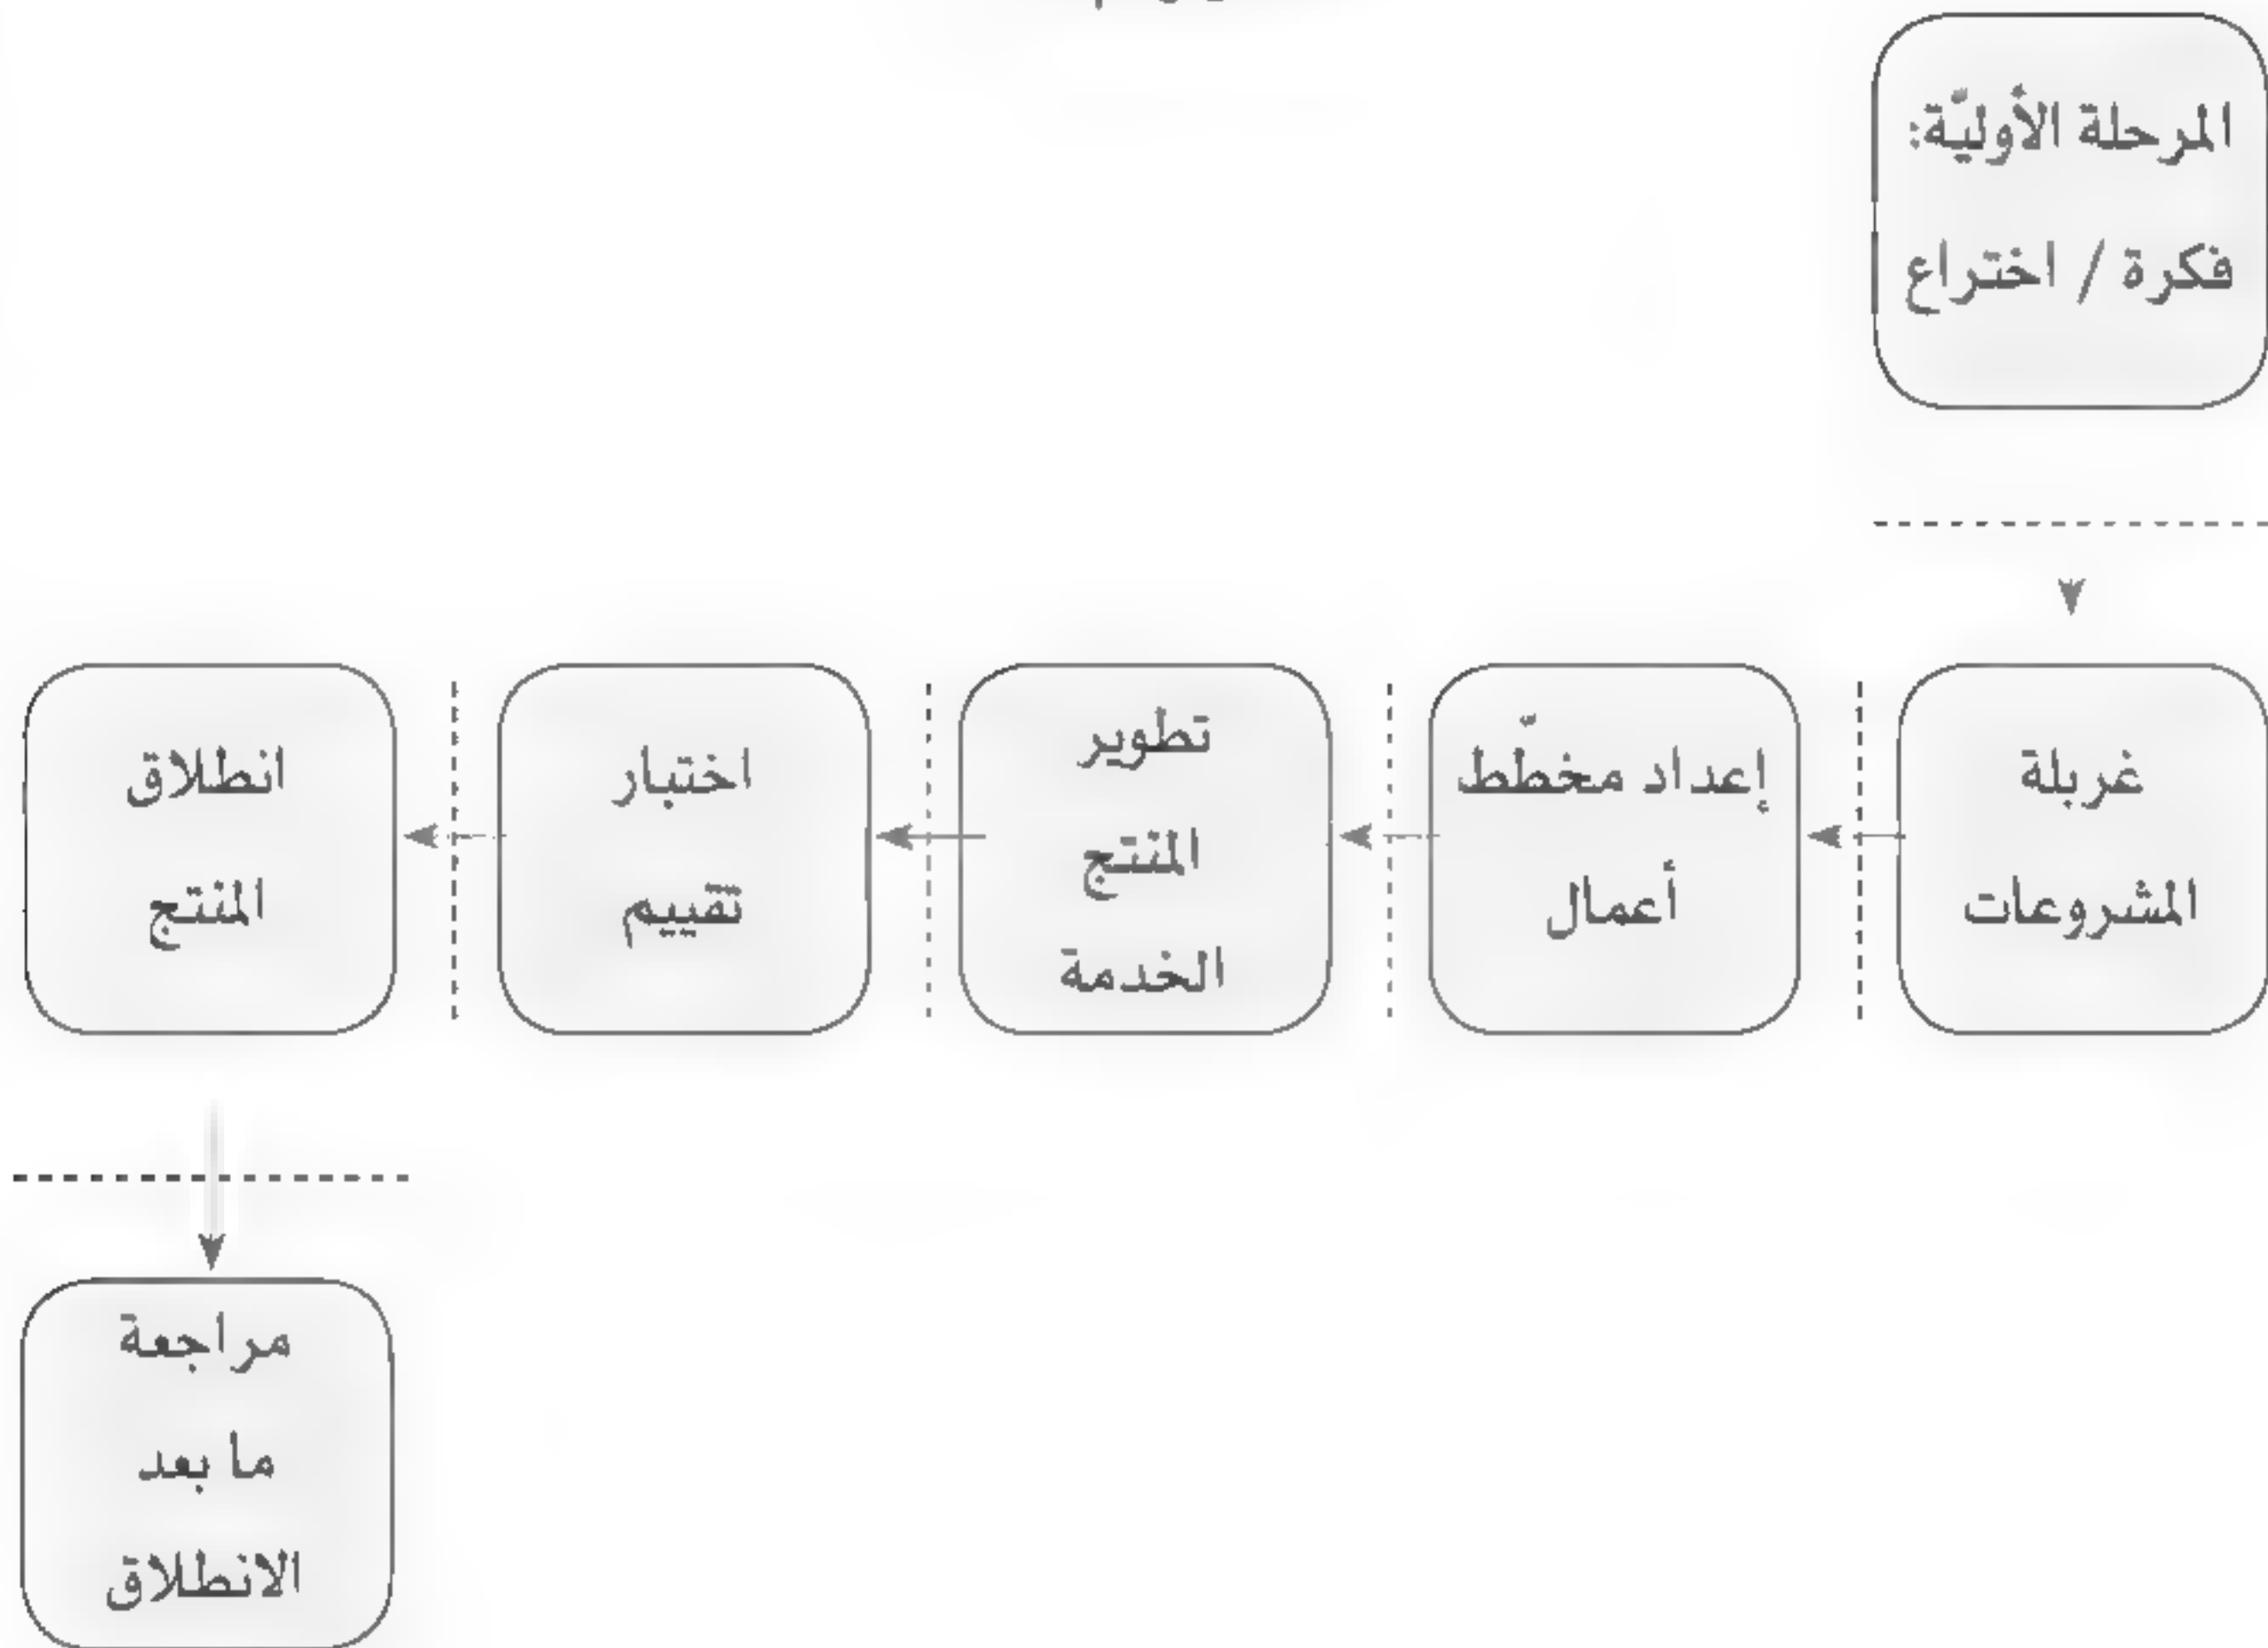 المرحلة الأوليّة:
فكرة / اختراع
غربلة
المشروعات
إعداد مخطّط
أعمال
تطوير
المنتج
الخدمة
اختبار
تقييم
انطلاق
المنتج
مراجعة
ما بعد
الانطلاق